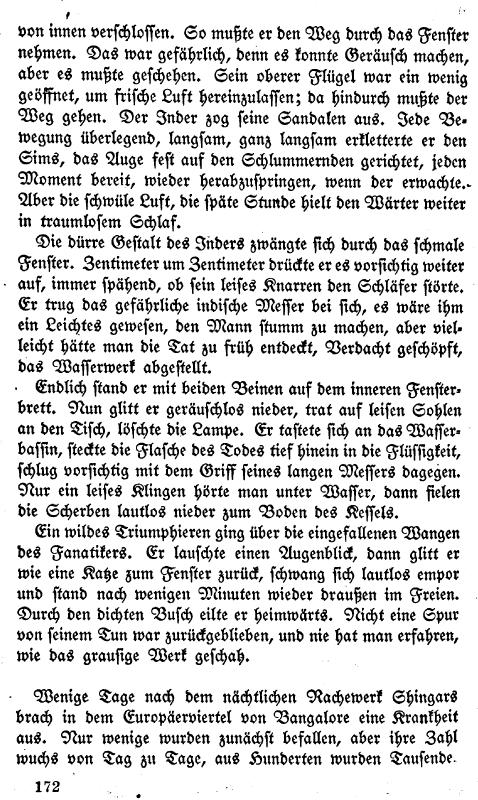 von innen verschlossen. So mußte er den Weg durch das Fenster
nehmen. Das war gefährlich, denn es konnte Geräusch machen,
aber es mußte geschehen. Sein oberer Flügel war ein wenig
geöffnet, um frische Luft hereinzulassen; da hindurch mußte der
Weg gehen. Der Inder zog seine Sandalen aus. Jede Be-
wegung überlegend, langsam, ganz langsam erkletterte er den
Sims, das Auge fest auf den Schlummernden gerichtet, jeden
Moment bereit, wieder herabzuspringen, wenn der erwachte.
Aber die schwüle Luft, die späte Stunde hielt den Wärter weiter
in traumlosem Schlaf.
Die dürre Gestalt des Inders zwängte sich durch das schmale
Fenster. Zentimeter um Zentimeter drückte er es vorsichtig weiter
auf, immer spähend, ob sein leises Knarren den Schläfer störte.
Er trug das gefährliche indische Messer bei sich, es wäre ihm
ein Leichtes gewesen, den Mann stumm zu machen, aber viel-
leicht hätte man die Tat zu früh entdeckt, Verdacht geschöpft,
das Wasserwerk abgestellt.
Endlich stand er mit beiden Beinen auf dem inneren Fenster-
brett. Nun glitt er geräuschlos nieder, trat auf leisen Sohlen
an den Tisch, löschte die Lampe. Er tastete sich an das Wasser-
bassin, steckte die Flasche des Todes tief hinein in die Flüssigkeit,
schlug vorsichtig mit dem Griff seines langen Messers dagegen.
Nur ein leises Klingen hörte man unter Wasser, dann fielen
die Scherben lautlos nieder zum Boden des Kessels.
Ein wildes Triumphieren ging über die eingefallenen Wangen
des Fanatikers. Er lauschte einen Augenblick, dann glitt er
wie eine Katze zum Fenster zurück, schwang sich lautlos empor
und stand nach wenigen Minuten wieder draußen im Freien.
Durch den dichten Busch eilte er heimwärts. Nicht eine Spur
von seinem Tun war zurückgeblieben, und nie hat man erfahren,
wie das grausige Werk geschah.
Wenige Tage nach dem nächtlichen Rachewerk Shingars
brach in dem Europäerviertel von Bangalore eine Krankheit
aus. Nur wenige wurden zunächst befallen, aber ihre Zahl
wuchs von Tag zu Tage, aus Hunderten wurden Tausende.
172